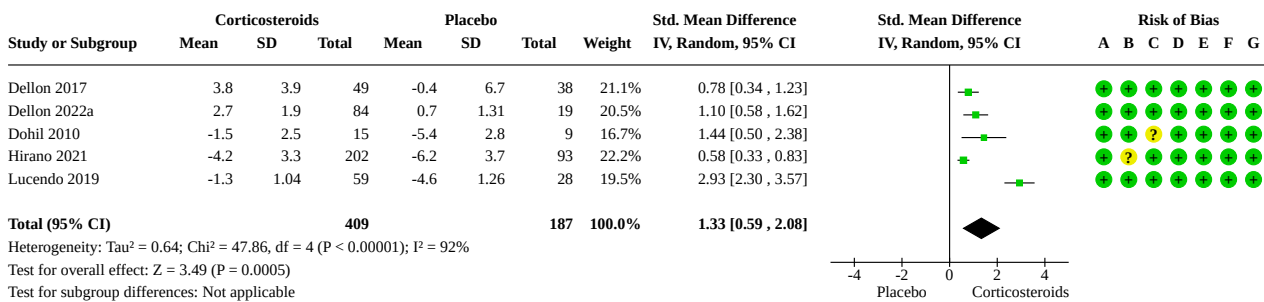 Corticosteroids Placebo Std. Mean Difference Std. Mean Difference Risk of Bias
Study or Subgroup Mean SD Total Mean SD Total Weight IV, Random, 95% CI IV, Random, 95% CI A B C D E F G
Dellon 2017 3.8 3.9 49 -0.4 6.7 38 21.1% 0.78 [0.34 , 1.23] + + + + + + +
Dellon 2022a 2.7 1.9 84 0.7 1.31 19 20.5% 1.10 [0.58 , 1.62] + + + + + + +
Dohil 2010 -1.5 2.5 15 -5.4 2.8 9 16.7% 1.44 [0.50 , 2.38] + + ? + + + +
Hirano 2021 -4.2 3.3 202 -6.2 3.7 93 22.2% 0.58 [0.33 , 0.83] + ? + + + + +
Lucendo 2019 -1.3 1.04 59 -4.6 1.26 28 19.5% 2.93 [2.30 , 3.57] + + + + + + +
Total (95% CI) 409 187 100.0% 1.33 [0.59 , 2.08]
Heterogeneity: Tau² = 0.64; Chi² = 47.86, df = 4 (P < 0.00001); I² = 92%
Test for overall effect: Z = 3.49 (P = 0.0005)
-4 -2 0 2 4
Test for subgroup differences: Not applicable Placebo Corticosteroids